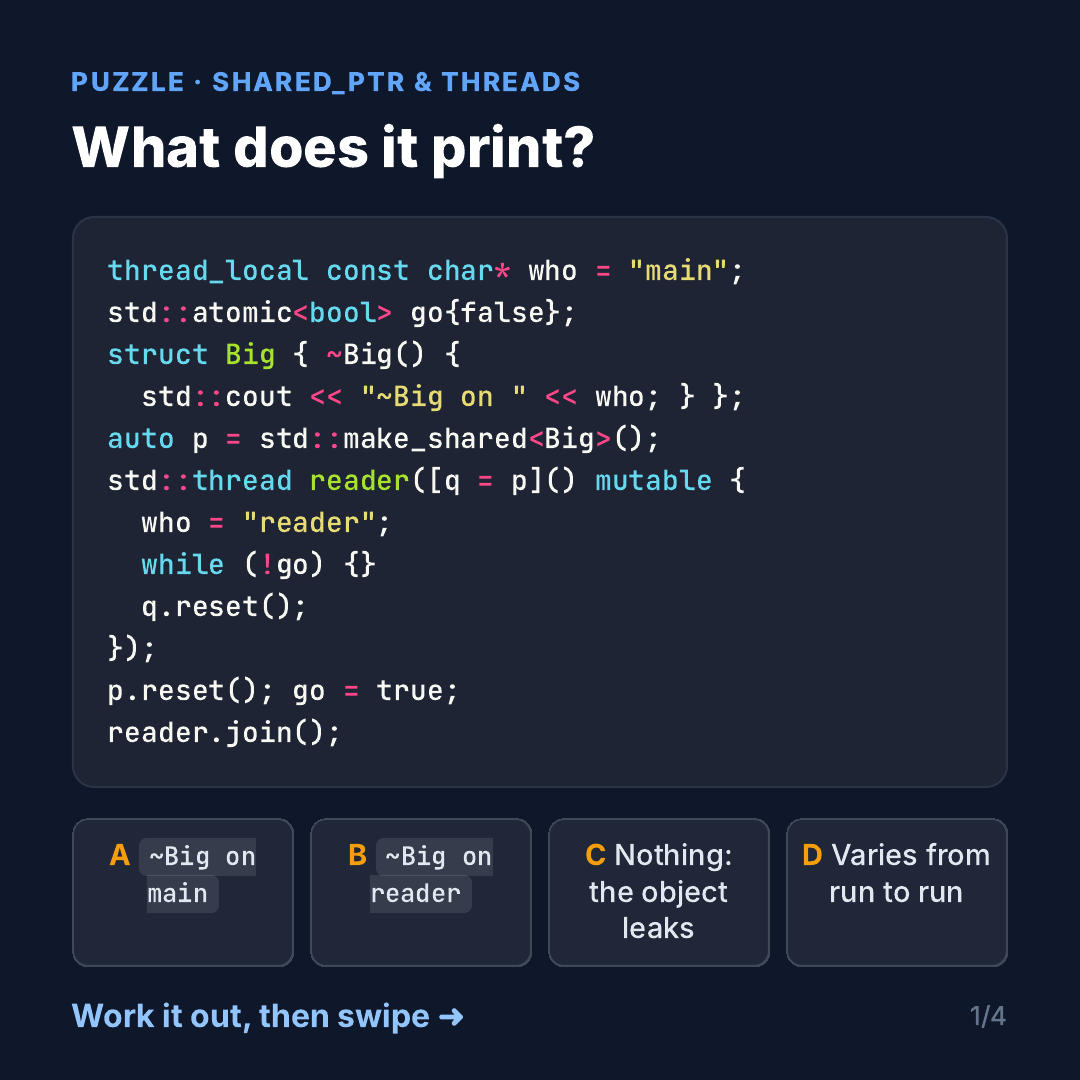 PUZZLE · SHARED_PTR & THREADS
What does it print?
thread_local const char* who = "main";
std::atomic<bool> go{false};
struct Big { ~Big() {
  std::cout << "~Big on " << who; } };
auto p = std::make_shared<Big>();
std::thread reader([q = p]() mutable {
  who = "reader";
  while (!go) {}
  q.reset();
});
p.reset(); go = true;
reader.join();
A ~Big on
main
B ~Big on
reader
C Nothing:
the object
leaks
D Varies from
run to run
Work it out, then swipe ➜
1/4